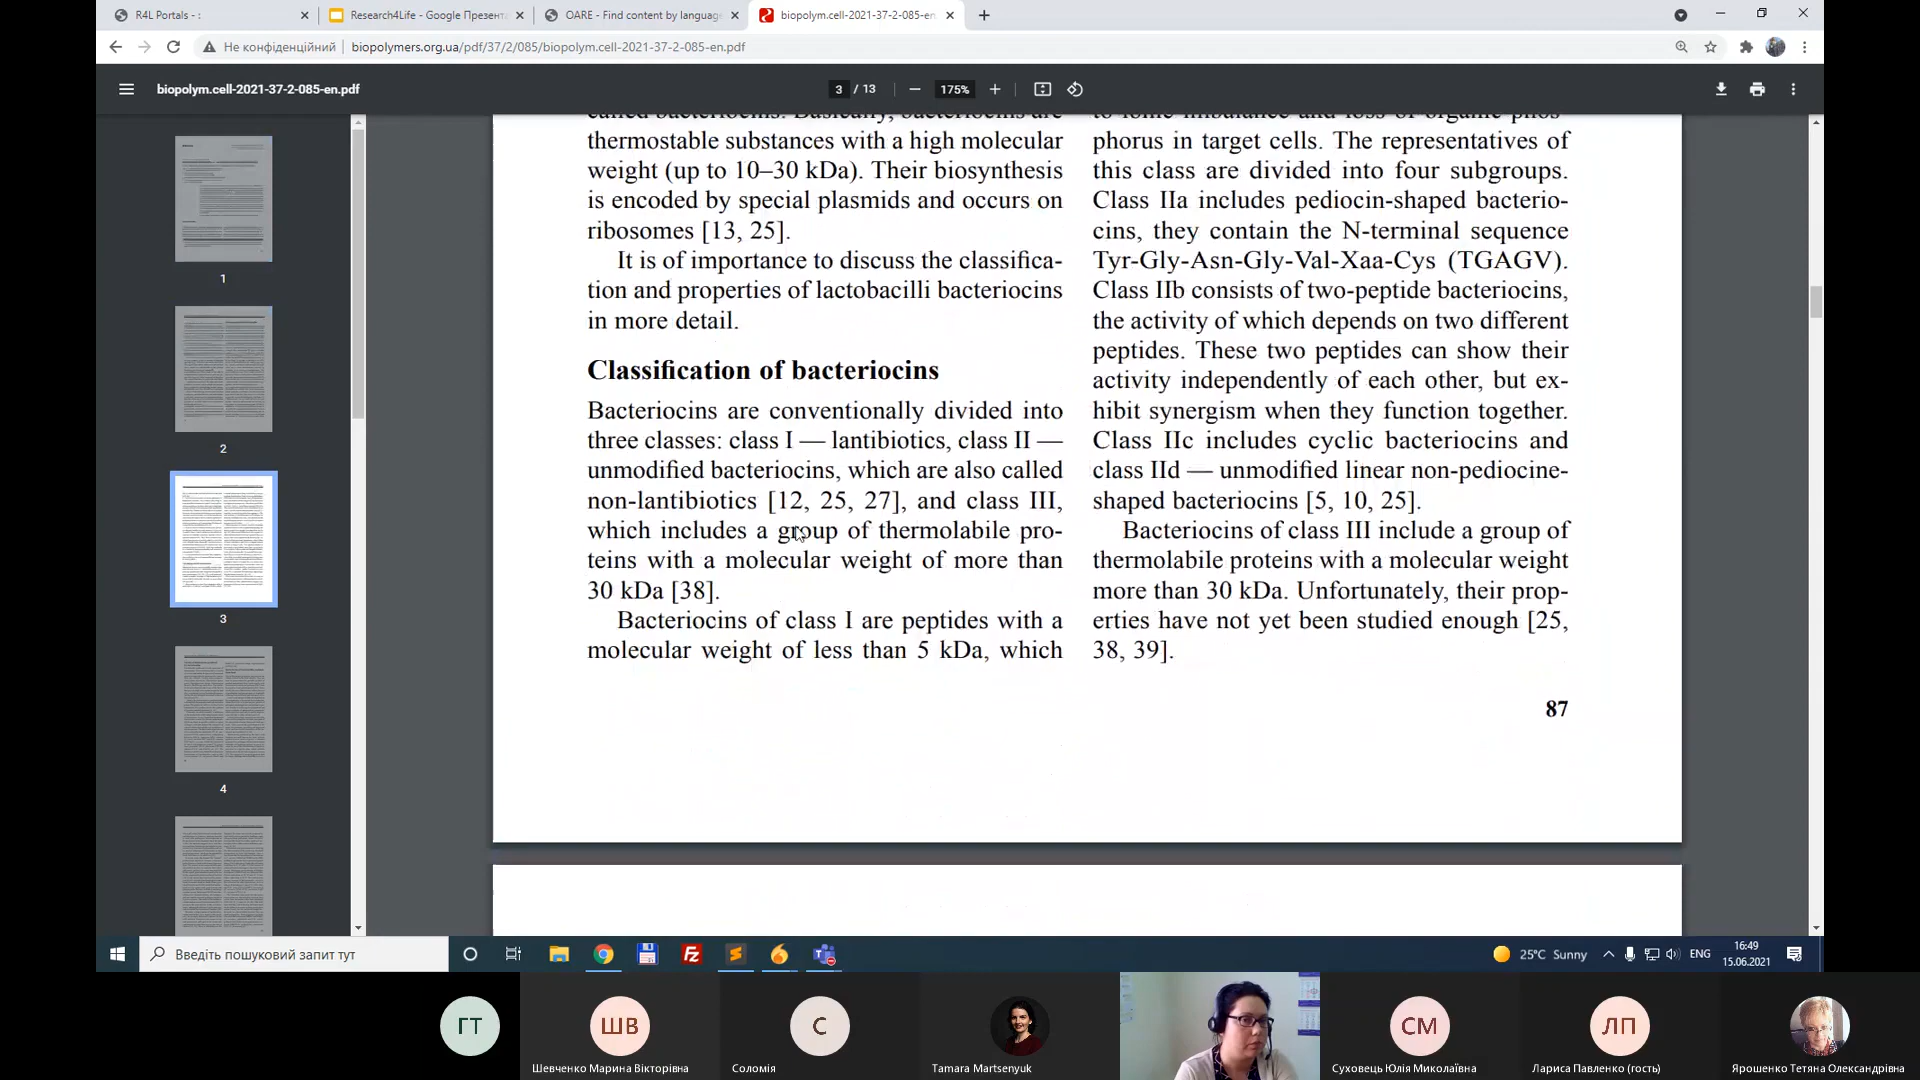 R4L Portals - :
Research4Life - Google Презента
OARE - Find content by language
biopolym.cell-2021-37-2-085-en.
Не конфіденційний
biopolymers.org.ua/pdf/37/2/085/biopolym.cell-2021-37-2-085-en.pdf
biopolym.cell-2021-37-2-085-en.pdf
3 / 13
175%
1
2
3
4
called bacteriocins. Basically, bacteriocins are
thermostable substances with a high molecular
weight (up to 10–30 kDa). Their biosynthesis
is encoded by special plasmids and occurs on
ribosomes [13, 25].
It is of importance to discuss the classifica-
tion and properties of lactobacilli bacteriocins
in more detail.
Classification of bacteriocins
Bacteriocins are conventionally divided into
three classes: class I — lantibiotics, class II —
unmodified bacteriocins, which are also called
non-lantibiotics [12, 25, 27], and class III,
which includes a group of thermolabile pro-
teins with a molecular weight of more than
30 kDa [38].
Bacteriocins of class I are peptides with a
molecular weight of less than 5 kDa, which
to ionic imbalance and loss of organic phos-
phorus in target cells. The representatives of
this class are divided into four subgroups.
Class IIa includes pediocin-shaped bacterio-
cins, they contain the N-terminal sequence
Tyr-Gly-Asn-Gly-Val-Xaa-Cys (TGAGV).
Class IIb consists of two-peptide bacteriocins,
the activity of which depends on two different
peptides. These two peptides can show their
activity independently of each other, but ex-
hibit synergism when they function together.
Class IIc includes cyclic bacteriocins and
class IId — unmodified linear non-pediocine-
shaped bacteriocins [5, 10, 25].
Bacteriocins of class III include a group of
thermolabile proteins with a molecular weight
more than 30 kDa. Unfortunately, their prop-
erties have not yet been studied enough [25,
38, 39].
87
Введіть пошуковий запит тут
25°C Sunny
ENG
16:49
15.06.2021
ГТ
ШВ
С
СМ
ЛП
Шевченко Марина Вікторівна
Соломія
Tamara Martsenyuk
Суховець Юлія Миколаївна
Лариса Павленко (гость)
Ярошенко Тетяна Олександрівна